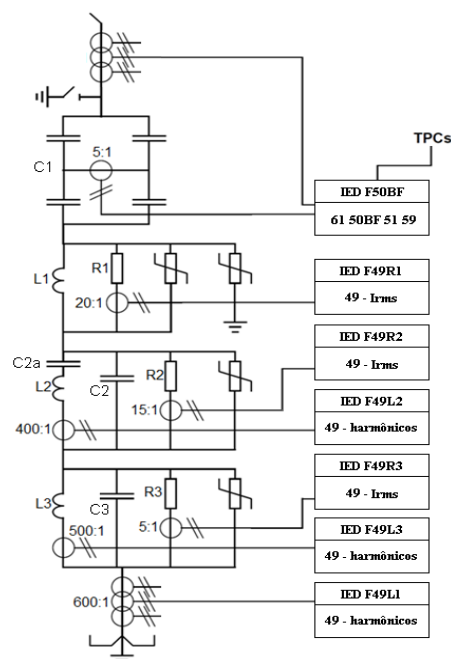 TPCs
5:1
C1
IED F50BF
61 50BF 51 59
L1
R1
20:1
IED F49R1
49 - Irms
C2a
L2
C2
R2
15:1
400:1
IED F49R2
49 - Irms
IED F49L2
49 - harmônicos
L3
C3
R3
500:1
5:1
IED F49R3
49 - Irms
IED F49L3
49 - harmônicos
600:1
IED F49L1
49 - harmônicos